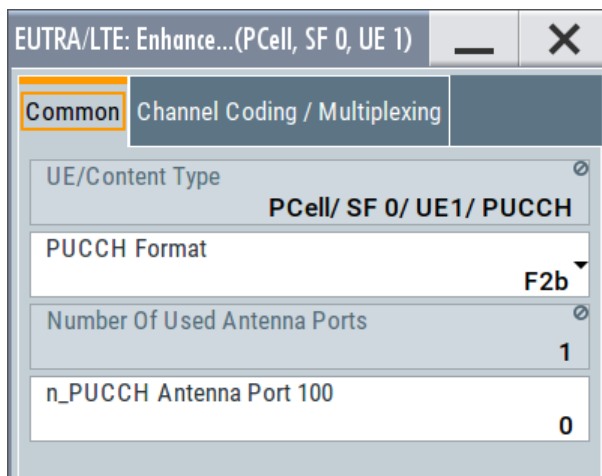 EUTRA/LTE: Enhance...(PCell, SF 0, UE 1)
Common Channel Coding / Multiplexing
UE/Content Type
PCell/ SF 0/ UE1/ PUCCH
PUCCH Format
F2b
Number Of Used Antenna Ports
1
n_PUCCH Antenna Port 100
0